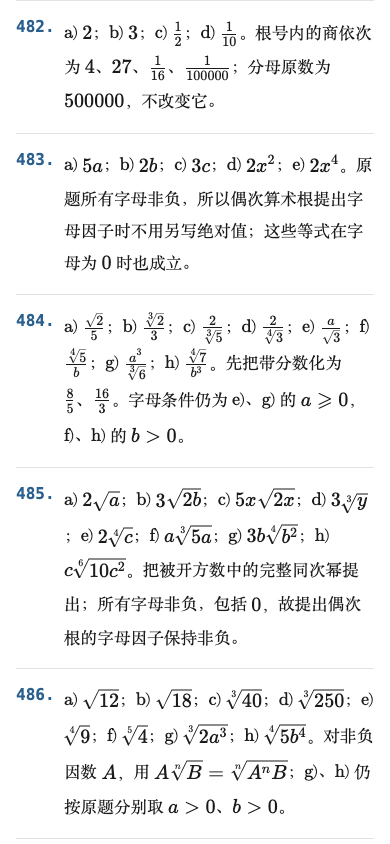 482. a) 2；b) 3；c) 1/2；d) 1/10。根号内的商依次
为 4、27、1/16、1/100000；分母原数为
500000，不改变它。
483. a) 5a；b) 2b；c) 3c；d) 2x²；e) 2x⁴。原
题所有字母非负，所以偶次算术根提出字
母因子时不用另写绝对值；这些等式在字
母为 0 时也成立。
484. a) √2/5；b) ∛2/3；c) 2/∛5；d) 2/∜3；e) a/√3；f)
∜5/b；g) a³/∛6；h) ∜7/b³。先把带分数化为
8/5、16/3。字母条件仍为 e)、g) 的 a ⩾ 0，
f)、h) 的 b > 0。
485. a) 2√a；b) 3√(2b)；c) 5x√(2x)；d) 3∛y
；e) 2∜c；f) a∛(5a)；g) 3b∜(b²)；h)
c⁶√(10c²)。把被开方数中的完整同次幂提
出；所有字母非负，包括 0，故提出偶次
根的字母因子保持非负。
486. a) √12；b) √18；c) ∛40；d) ∛250；e)
∜9；f) ⁵√4；g) ∛(2a³)；h) ∜(5b⁴)。对非负
因数 A，用 Aⁿ√B = ⁿ√(AⁿB)；g)、h) 仍
按原题分别取 a > 0、b > 0。